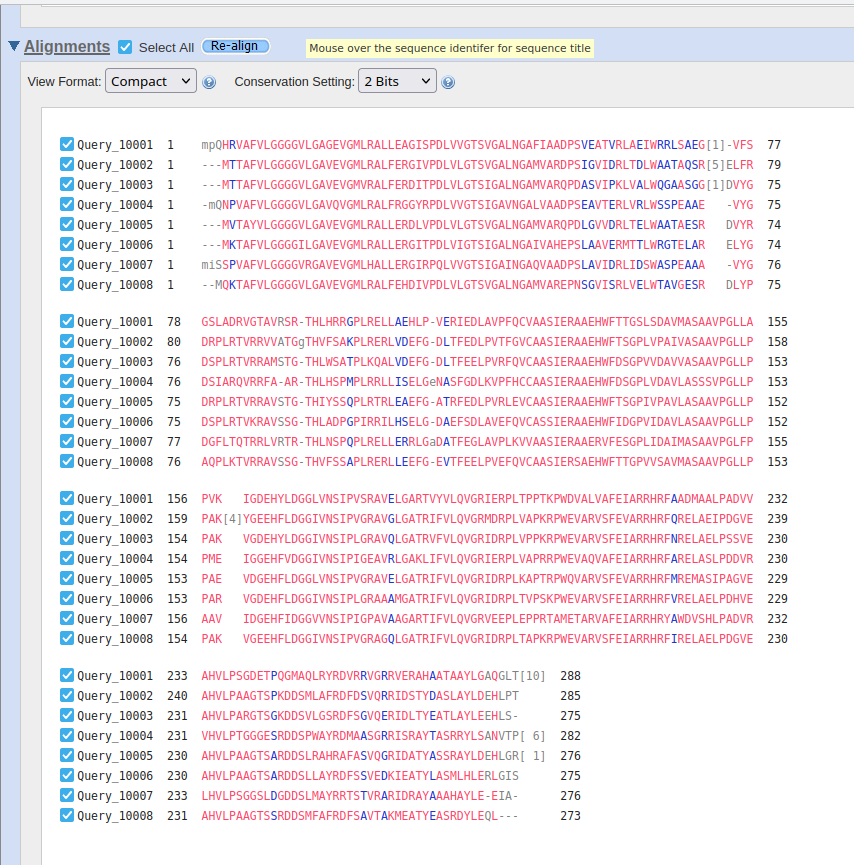 Alignments Select All Re-align Mouse over the sequence identifer for sequence title
View Format: Compact ? Conservation Setting: 2 Bits ?
Query_10001 1 mpQHRVAFVLGGGGVLGAGEVGMLRALLEAGISPDLVVGTSVGALNGAFIAADPSVEATVRLAEIWRRLSAEG[1]-VFS 77
Query_10002 1 ---MTTAFVLGGGGVLGAVEVGMLRALFERGIVPDLVLGTSVGALNGAMVARDPSIGVIDRLTDLWAATAQSR[5]ELFR 79
Query_10003 1 ---MTTAFVLGGGGVLGAVEVGMVRALFERDITPDLVLGTSIGALNGAMVARQPDASVIPKLVALWQGAASGG[1]DVYG 75
Query_10004 1 -mQNPVAFVLGGGGVLGAVQVGMLRALFRGGYRPDLVVGTSIGAVNGALVAADPSEAVTERLVRLWSSPEAAE -VYG 75
Query_10005 1 ---MVTAYVLGGGGVLGAVEVGMLRALLERDLVPDLVLGTSVGALNGAMVARQPDLGVVDRLTELWAATAESR DVYR 74
Query_10006 1 ---MKTAFVLGGGGILGAVEVGMLRALLERGITPDLVIGTSIGALNGAIVAHEPSLAAVERMTTLWRGTELAR ELYG 74
Query_10007 1 miSSPVAFVLGGGGVRGAVEVGMLHALLERGIRPQLVVGTSIGAINGAQVAADPSLAVIDRLIDSWASPEAAA -VYG 76
Query_10008 1 --MQKTAFVLGGGGVLGAVEVGMLRALFEHDIVPDLVLGTSVGALNGAMVAREPNSGVISRLVELWTAVGESR DLYP 75
Query_10001 78 GSLADRVGTAVRSR-THLHRRGPLRELLAEHLP-VERIEDLAVPFQCVAASIERAAEHWFTTGSLSDAVMASAAVPGLLA 155
Query_10002 80 DRPLRTVRRVVATGgTHVFSAKPLRERLVDEFG-DLTFEDLPVTFGVCAASIERAAEHWFTSGPLVPAIVASAAVPGLLP 158
Query_10003 76 DSPLRTVRRAMSTG-THLWSATPLKQALVDEFG-DLTFEELPVRFQVCAASIERAAEHWFDSGPVVDAVVASAAVPGLLP 153
Query_10004 76 DSIARQVRRFA-AR-THLHSPMPLRRLLISELGeNASFGDLKVPFHCCAASIERAAEHWFDSGPLVDAVLASSSVPGLLP 153
Query_10005 75 DRPLRTVRRAVSTG-THIYSSQPLRTRLEAEFG-ATRFEDLPVRLEVCAASIERAAEHWFTSGPIVPAVLASAAVPGLLP 152
Query_10006 75 DSPLRTVKRAVSSG-THLADPGPIRRILHSELG-DAEFSDLAVEFQVCASSIERAAEHWFIDGPVIDAVLASAAVPGLLP 152
Query_10007 77 DGFLTQTRRLVRTR-THLNSPQPLRELLERRLGaDATFEGLAVPLKVVAASIERAAERVFESGPLIDAIMASAAVPGLFP 155
Query_10008 76 AQPLKTVRRAVSSG-THVFSSAPLRERLLEEFG-EVTFEELPVEFQVCAASIERSAEHWFTTGPVVSAVMASAAVPGLLP 153
Query_10001 156 PVK IGDEHYLDGGLVNSIPVSRAVELGARTVYVLQVGRIERPLTPPTKPWDVALVAFEIARRHRFAADMAALPADVV 232
Query_10002 159 PAK[4]YGEEHFLDGGIVNSIPVGRAVGLGATRIFVLQVGRMDRPLVAPKRPWEVARVSFEVARRHRFQRELAEIPDGVE 239
Query_10003 154 PAK VGDEHYLDGGIVNSIPLGRAVQLGATRVFVLQVGRIDRPLVPPKRPWEVARVSFEIARRHRFNRELAELPSSVE 230
Query_10004 154 PME IGGEHFVDGGIVNSIPIGEAVRLGAKLIFVLQVGRIERPLVAPRRPWEVAQVAFEIARRHRFARELASLPDDVR 230
Query_10005 153 PAE VDGEHFLDGGLVNSIPVGRAVELGATRIFVLQVGRIDRPLKAPTRPWQVARVSFEVARRHRFMREMASIPAGVE 229
Query_10006 153 PAR VGDEHFLDGGIVNSIPLGRAAAMGATRIFVLQVGRIDRPLTVPSKPWEVARVSFEIARRHRFVRELAELPDHVE 229
Query_10007 156 AAV IDGEHFIDGGVVNSIPIGPAVAAGARTIFVLQVGRVEEPLEPPRTAMETARVAFEIARRHRYAWDVSHLPADVR 232
Query_10008 154 PAK VGEEHFLDGGIVNSIPVGRAGQLGATRIFVLQVGRIDRPLTAPKRPWEVARVSFEIARRHRFIRELAELPDGVE 230
Query_10001 233 AHVLPSGDETPQGMAQLRYRDVRRVGRRVERAHAATAAYLGAQGLT[10] 288
Query_10002 240 AHVLPAAGTSPKDDSMLAFRDFDSVQRRIDSTYDASLAYLDEHLPT 285
Query_10003 231 AHVLPARGTSGKDDSVLGSRDFSGVQERIDLTYEATLAYLEEHLS- 275
Query_10004 231 VHVLPTGGGESRDDSPWAYRDMAASGRRISRAYTASRRYLSANVTP[ 6] 282
Query_10005 230 AHVLPAAGTSARDDSLRAHRAFASVQGRIDATYASSRAYLDEHLGR[ 1] 276
Query_10006 230 AHVLPAAGTSARDDSLLAYRDFSSVEDKIEATYLASMLHLERLGIS 275
Query_10007 233 LHVLPSGGSLDGDDSLMAYRRTSTVRARIDRAYAAAHAYLE-EIA- 276
Query_10008 231 AHVLPAAGTSSRDDSMFAFRDFSAVTAKMEATYEASRDYLEQL--- 273